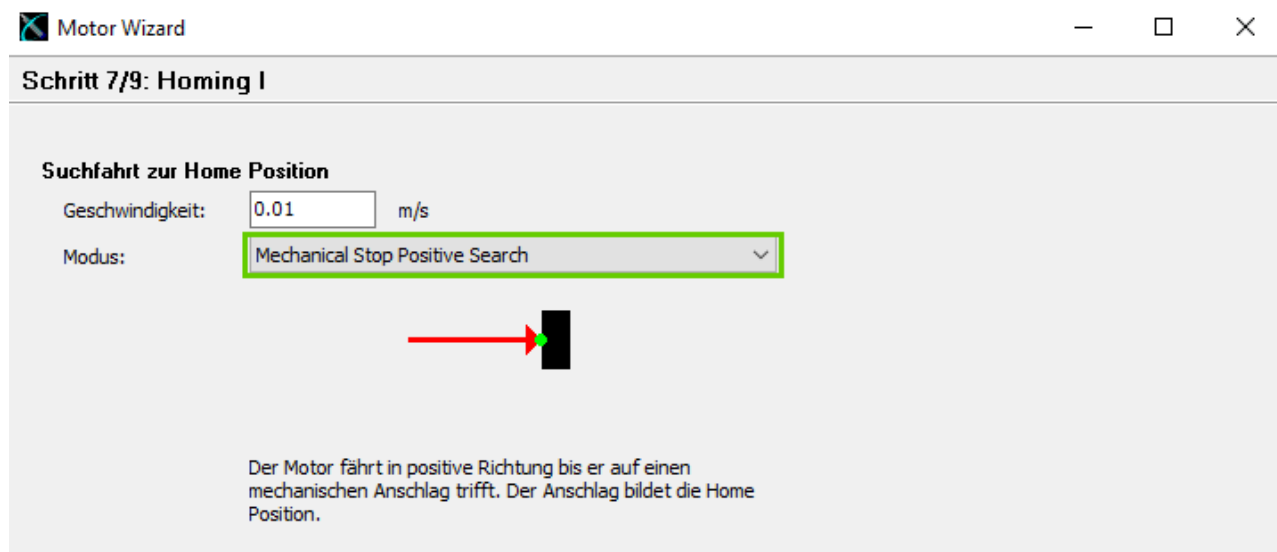 Motor Wizard
Schritt 7/9: Homing I
Suchfahrt zur Home Position
Geschwindigkeit: 0.01 m/s
Modus: Mechanical Stop Positive Search
Der Motor fährt in positive Richtung bis er auf einen
mechanischen Anschlag trifft. Der Anschlag bildet die Home
Position.